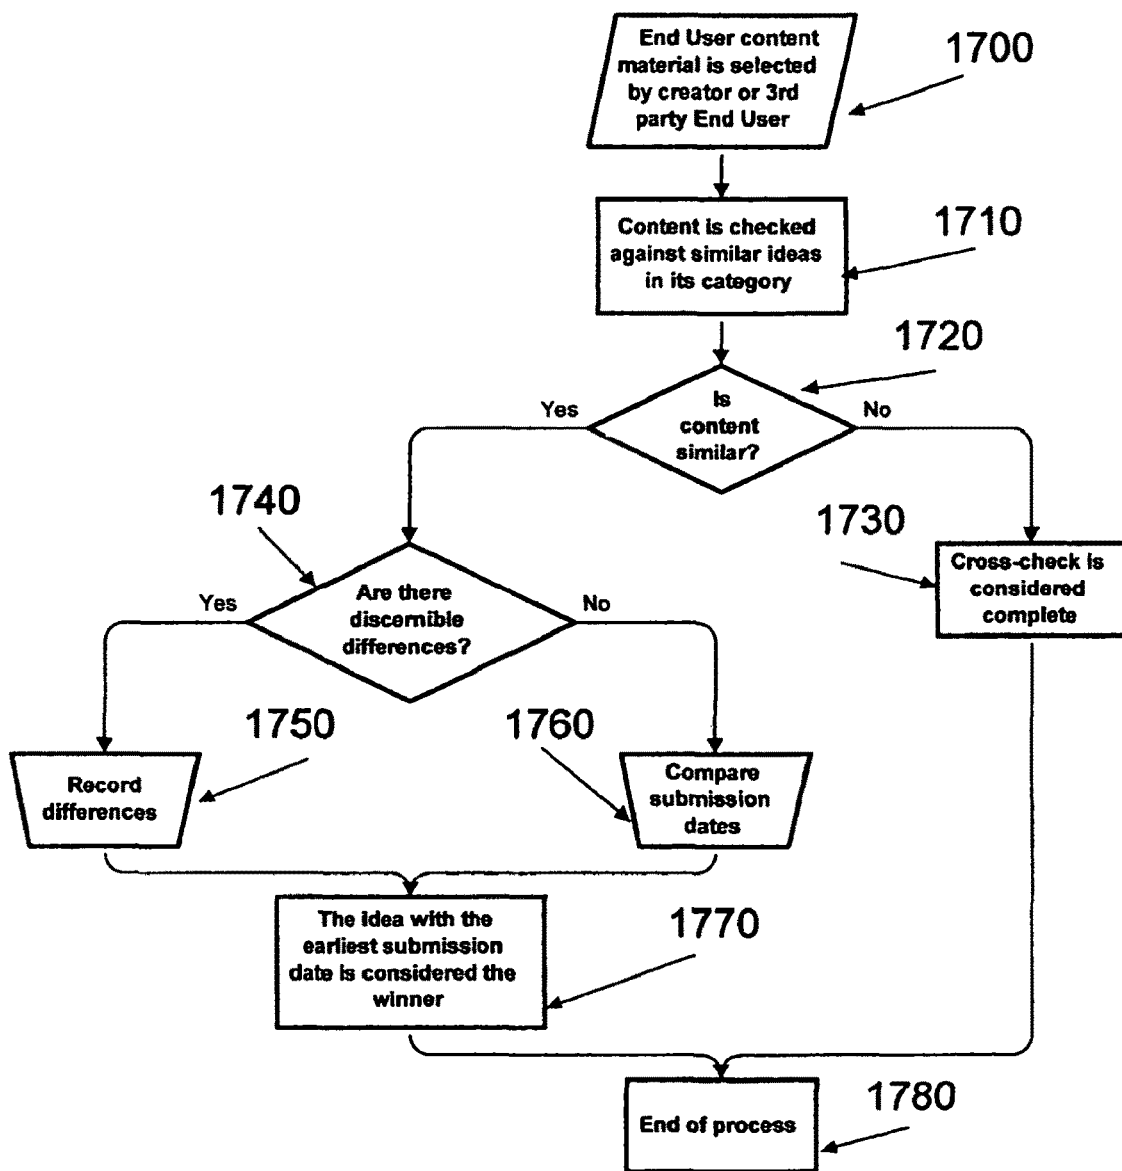 End User content
material is selected
by creator or 3rd
party End User
1700
Content is checked
against similar ideas
in its category
1710
1720
Is
content
similar?
Yes
No
1740
1730
Are there
discernible
differences?
Yes
No
Cross-check is
considered
complete
1750
1760
Record
differences
Compare
submission
dates
The idea with the
earliest submission
date is considered the
winner
1770
End of process
1780